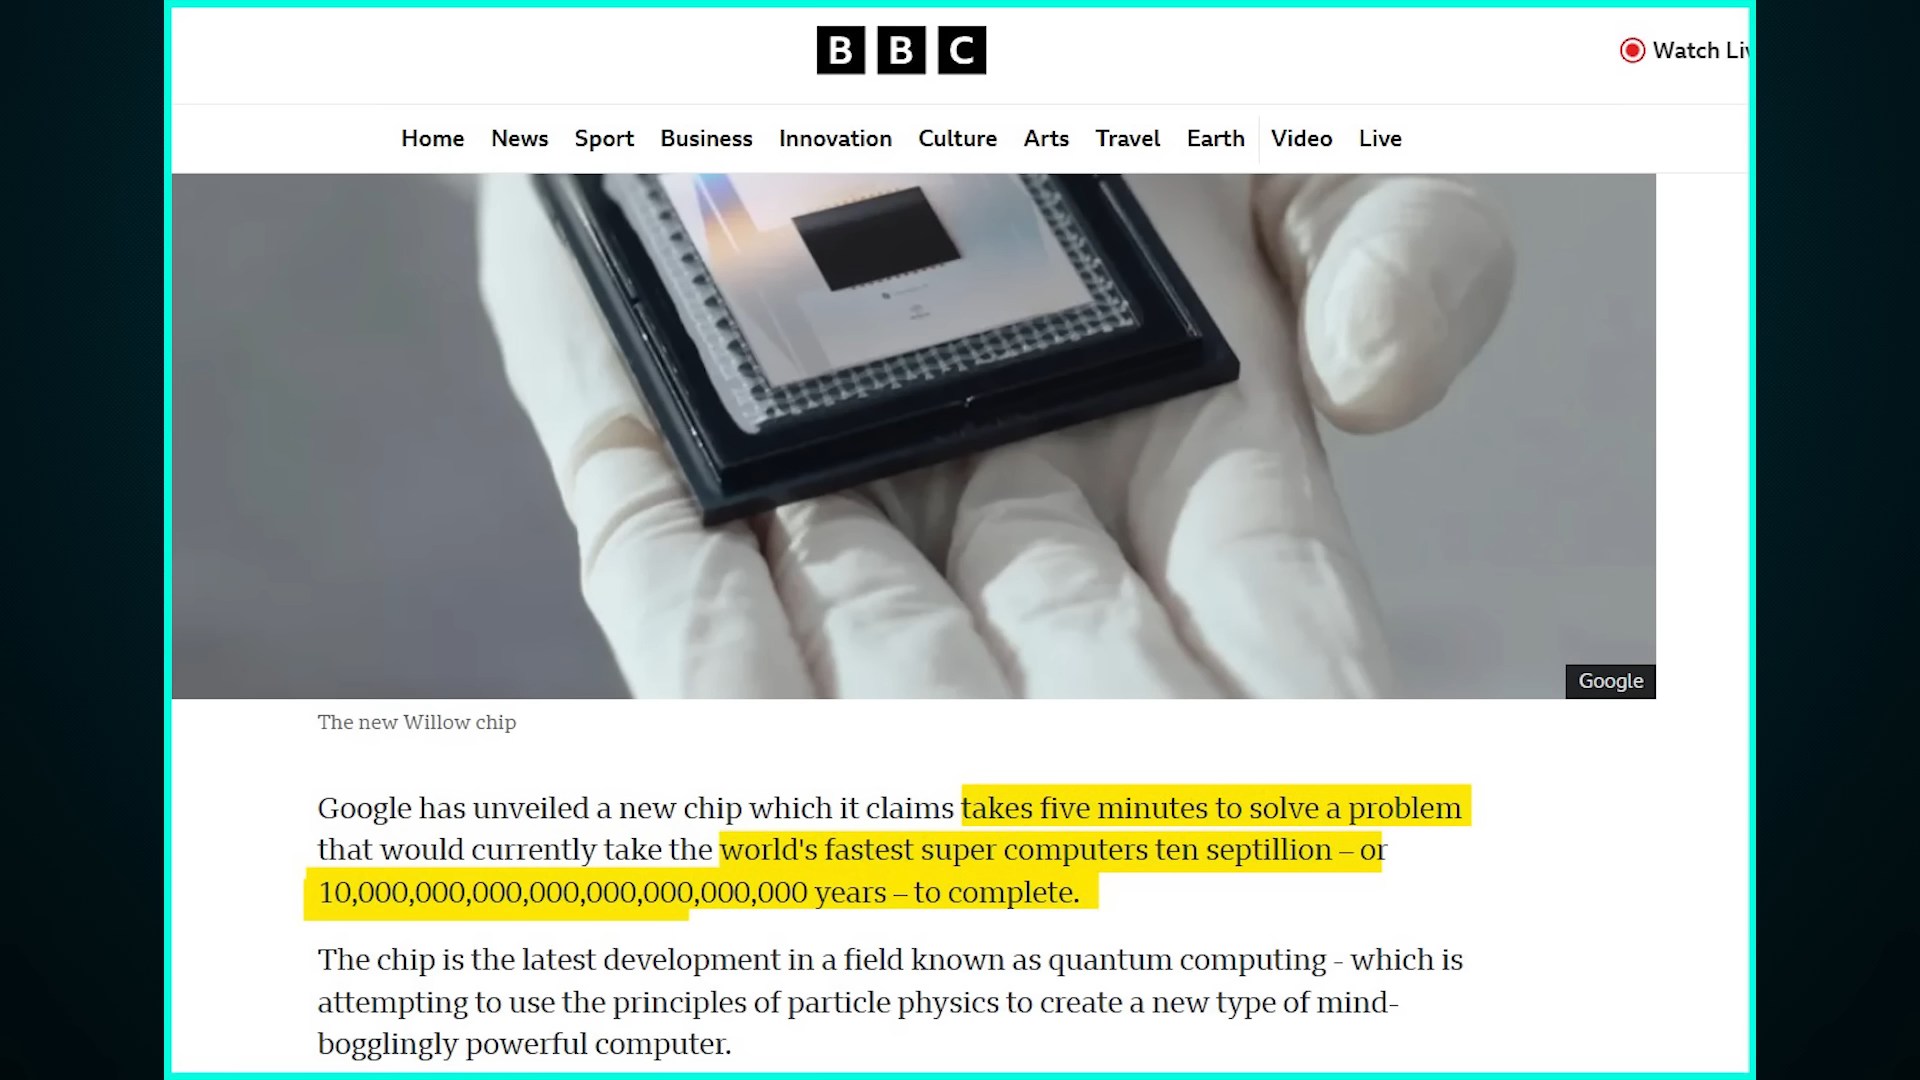 BBC
Watch Liv
Home News Sport Business Innovation Culture Arts Travel Earth Video Live
Google
The new Willow chip
Google has unveiled a new chip which it claims takes five minutes to solve a problem
that would currently take the world's fastest super computers ten septillion – or
10,000,000,000,000,000,000,000,000 years – to complete.
The chip is the latest development in a field known as quantum computing - which is
attempting to use the principles of particle physics to create a new type of mind-
bogglingly powerful computer.